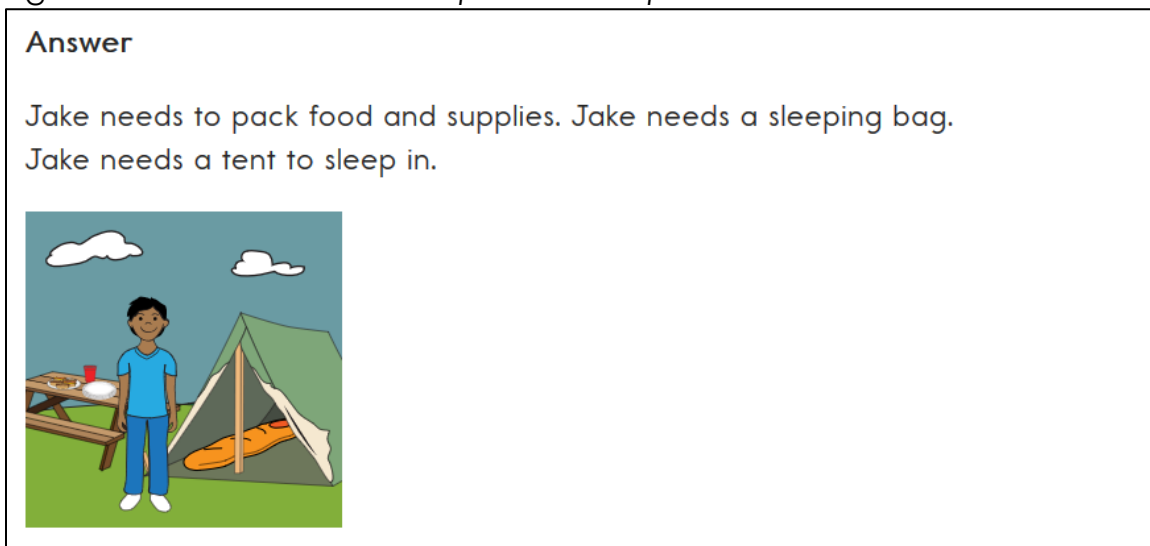 Answer
Jake needs to pack food and supplies. Jake needs a sleeping bag.
Jake needs a tent to sleep in.